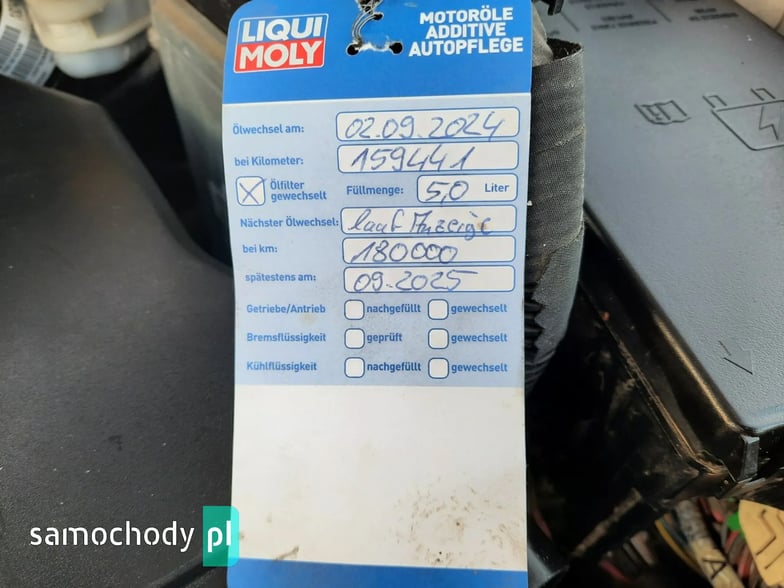 LIQUI
MOLY
MOTORÖLE
ADDITIVE
AUTOPFLEGE
Ölwechsel am: 02.09.2024
bei Kilometer: 159441
Ölfilter
gewechselt
Füllmenge: 5,0 Liter
Nächster Ölwechsel: lauf Anzeige
bei km: 180000
spätestens am: 09.2025
Getriebe/Antrieb nachgefüllt gewechselt
Bremsflüssigkeit geprüft gewechselt
Kühlflüssigkeit nachgefüllt gewechselt
samochody pl